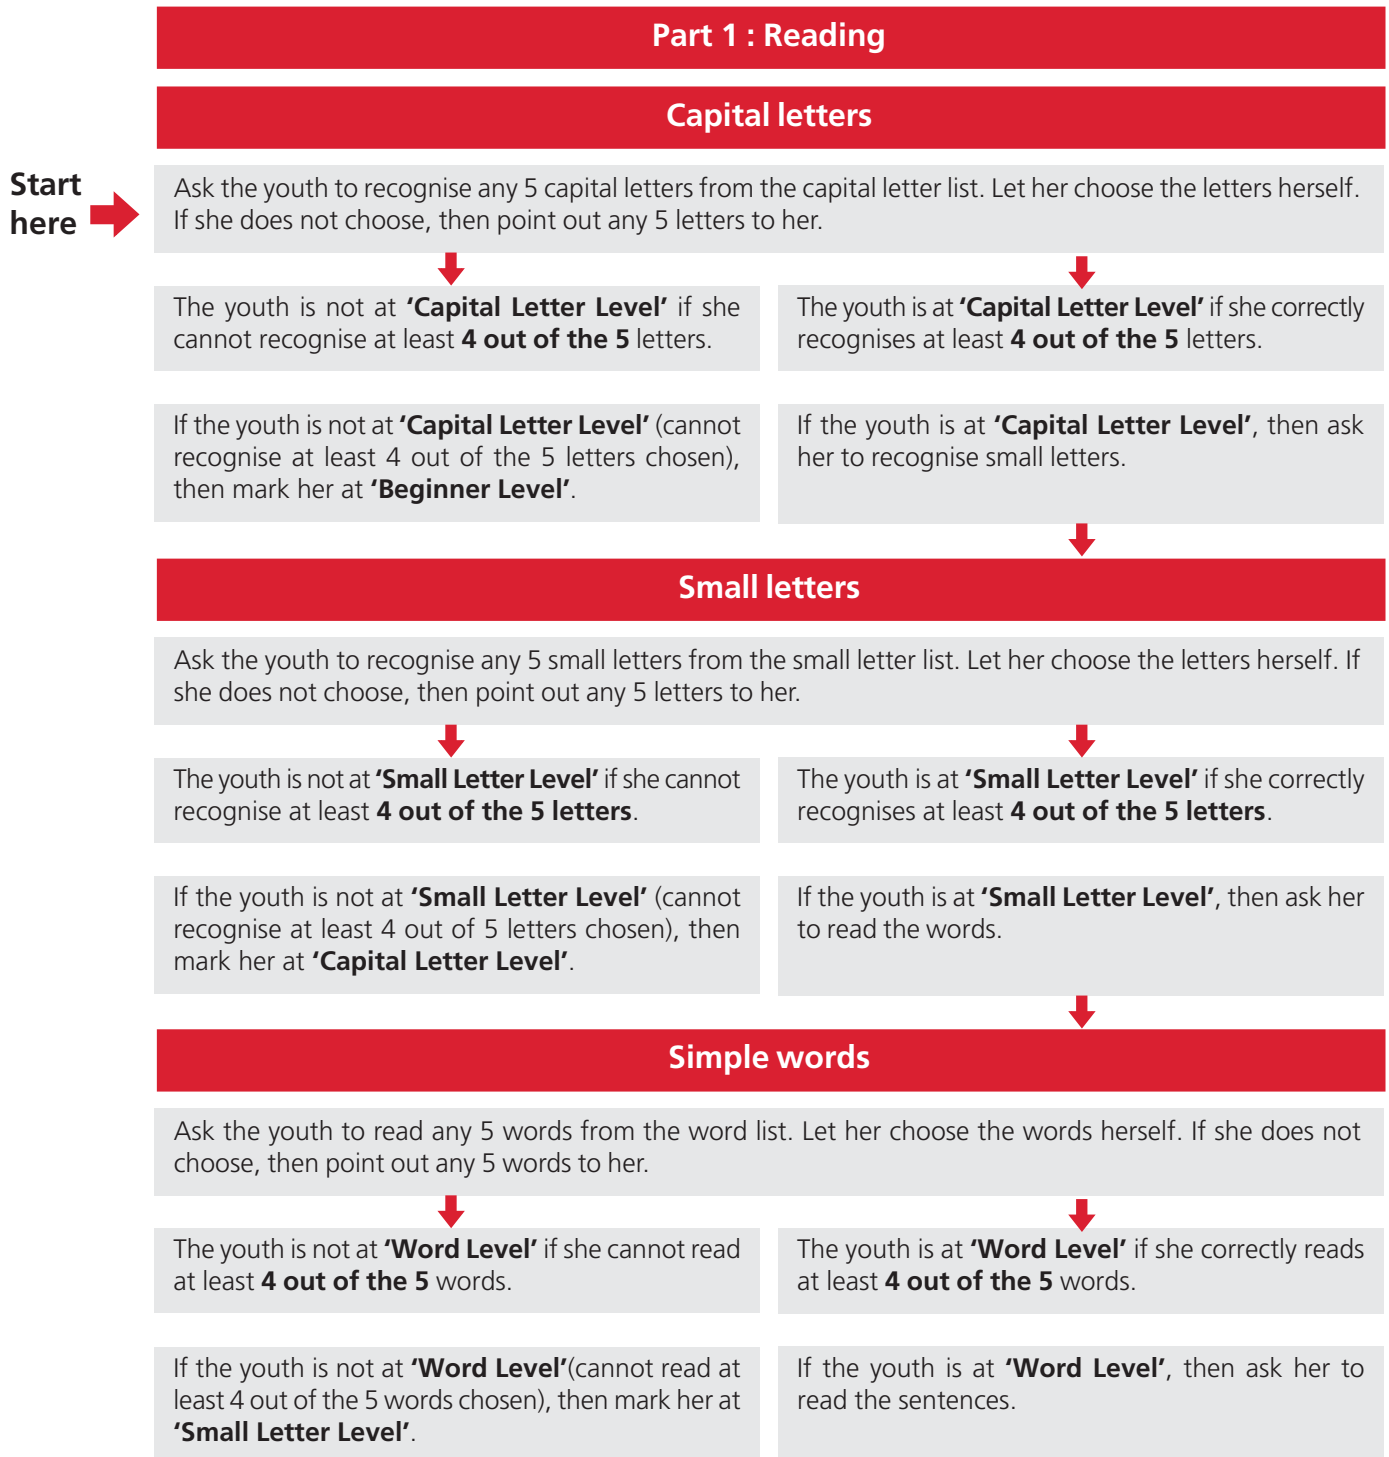 Part 1 : Reading
Capital letters
Start
here
Ask the youth to recognise any 5 capital letters from the capital letter list. Let her choose the letters herself.
If she does not choose, then point out any 5 letters to her.
The youth is not at ‘Capital Letter Level’ if she
cannot recognise at least 4 out of the 5 letters.
The youth is at ‘Capital Letter Level’ if she correctly
recognises at least 4 out of the 5 letters.
If the youth is not at ‘Capital Letter Level’ (cannot
recognise at least 4 out of the 5 letters chosen),
then mark her at ‘Beginner Level’.
If the youth is at ‘Capital Letter Level’, then ask
her to recognise small letters.
Small letters
Ask the youth to recognise any 5 small letters from the small letter list. Let her choose the letters herself. If
she does not choose, then point out any 5 letters to her.
The youth is not at ‘Small Letter Level’ if she cannot
recognise at least 4 out of the 5 letters.
The youth is at ‘Small Letter Level’ if she correctly
recognises at least 4 out of the 5 letters.
If the youth is not at ‘Small Letter Level’ (cannot
recognise at least 4 out of 5 letters chosen), then
mark her at ‘Capital Letter Level’.
If the youth is at ‘Small Letter Level’, then ask her
to read the words.
Simple words
Ask the youth to read any 5 words from the word list. Let her choose the words herself. If she does not
choose, then point out any 5 words to her.
The youth is not at ‘Word Level’ if she cannot read
at least 4 out of the 5 words.
The youth is at ‘Word Level’ if she correctly reads
at least 4 out of the 5 words.
If the youth is not at ‘Word Level’(cannot read at
least 4 out of the 5 words chosen), then mark her at
‘Small Letter Level’.
If the youth is at ‘Word Level’, then ask her to
read the sentences.